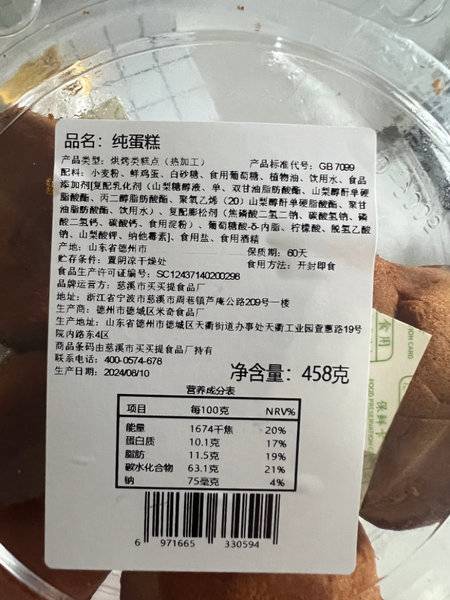 品名：纯蛋糕
产品类型：烘烤类糕点（热加工） 产品标准代号：GB 7099
配料：小麦粉、鲜鸡蛋、白砂糖、食用葡萄糖、植物油、饮用水、食品
添加剂[复配乳化剂（山梨糖醇液、单、双甘油脂肪酸酯、山梨醇酐单硬
脂酸酯、丙二醇脂肪酸酯、聚氧乙烯（20）山梨醇酐单硬脂酸酯、聚甘
油脂肪酸酯、饮用水）、复配膨松剂（焦磷酸二氢二钠、碳酸氢钠、磷
酸二氢钙、碳酸钙、食用淀粉）、葡萄糖酸-δ-内脂、柠檬酸、脱氢乙酸
钠、山梨酸钾、纳他霉素]、食用盐、食用酒精
产地：山东省德州市 保质期：60天
贮存条件：置阴凉干燥处 食用方法：开封即食
食品生产许可证编号：SC12437140200298
品牌运营方：慈溪市买买提食品厂
地址：浙江省宁波市慈溪市周巷镇芦庵公路209号一楼
生产商：德州市德城区米奇食品厂
生产地址：山东省德州市德城区天衢街道办事处天衢工业园萱惠路19号
院内路东4区
商品条码由慈溪市买买提食品厂持有
联系电话：400-0574-678
生产日期：2024/08/10
净含量：458克
营养成分表
项目 每100克 NRV%
能量 1674千焦 20%
蛋白质 10.1克 17%
脂肪 11.5克 19%
碳水化合物 63.1克 21%
钠 75毫克 4%
6 971665 330594
食用
ION CARD
FOOD PRESERVATION
保鲜卡